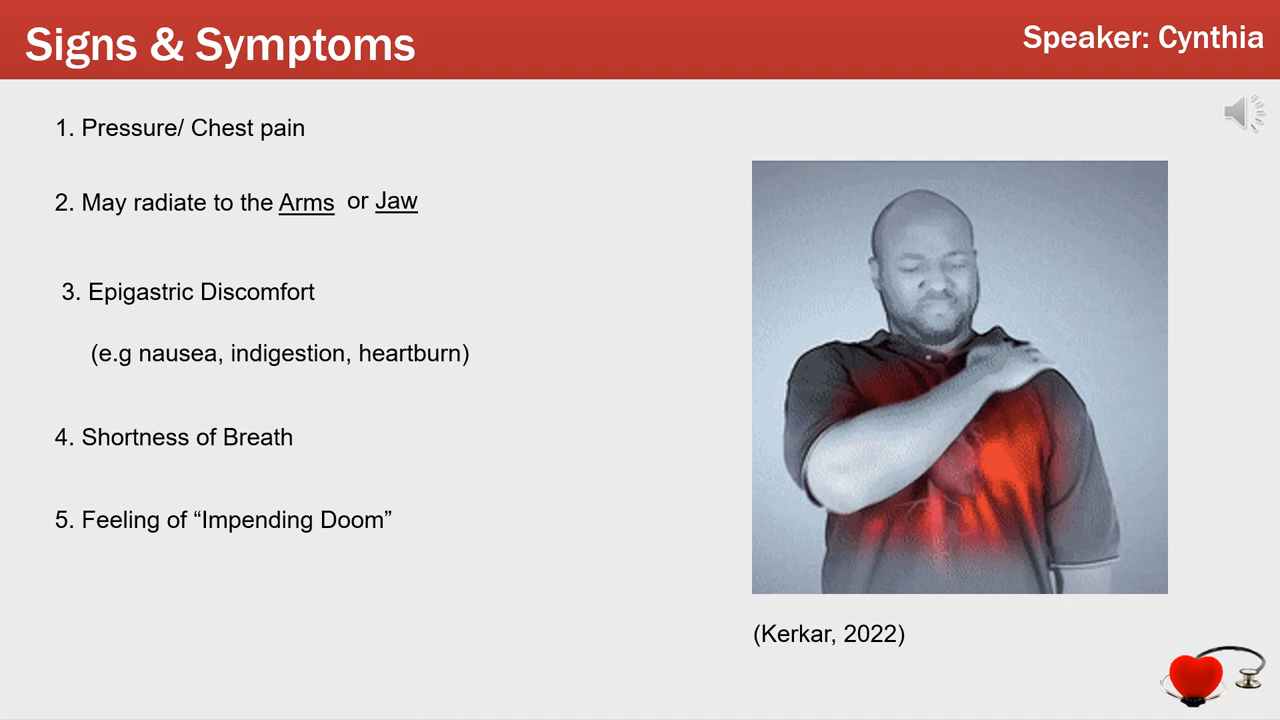 Signs & Symptoms
Speaker: Cynthia
1. Pressure/ Chest pain
2. May radiate to the Arms or Jaw
3. Epigastric Discomfort
(e.g nausea, indigestion, heartburn)
4. Shortness of Breath
5. Feeling of “Impending Doom”
(Kerkar, 2022)